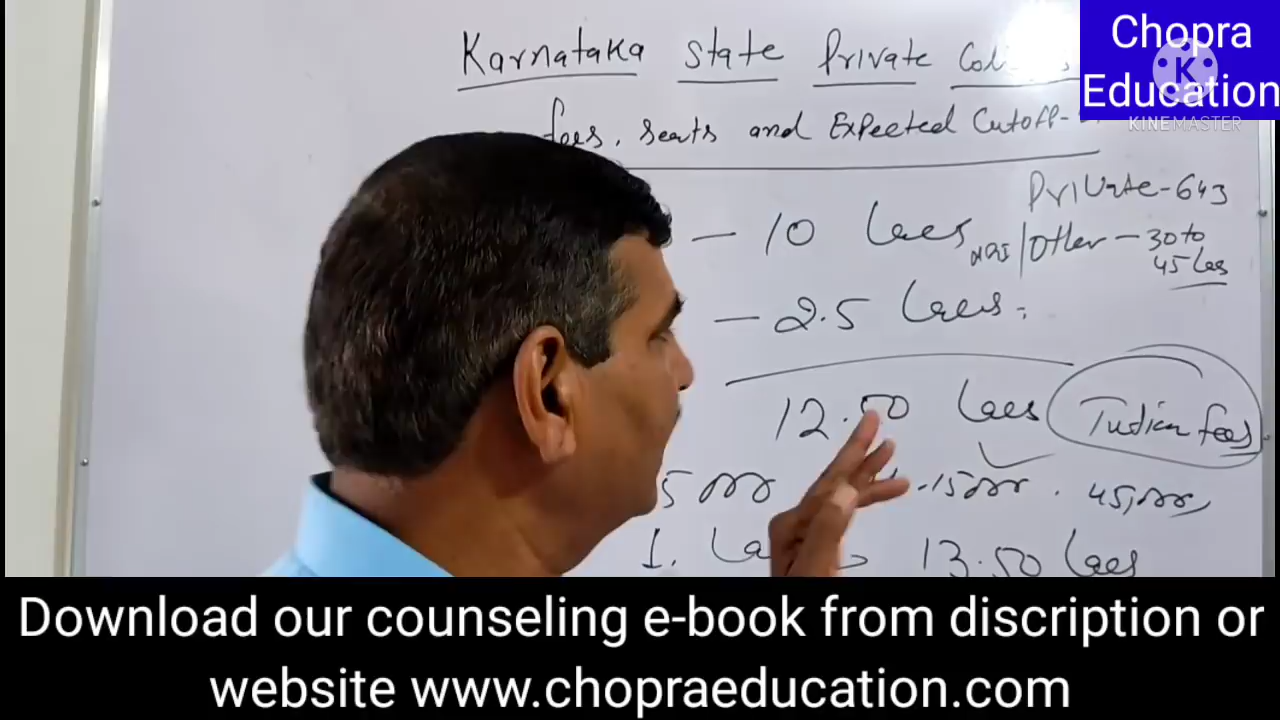 Chopra
Education
KINEMASTER
Karnataka State Private
fees, seats and Expected Cutoff-
Private-643
- 10 Lacs NRI/Other - 30 to
45 Lacs
- 2.5 Lacs.
12.50 Lacs Tution fees
45,000
13.50 Lacs
Download our counseling e-book from discription or
website www.chopraeducation.com